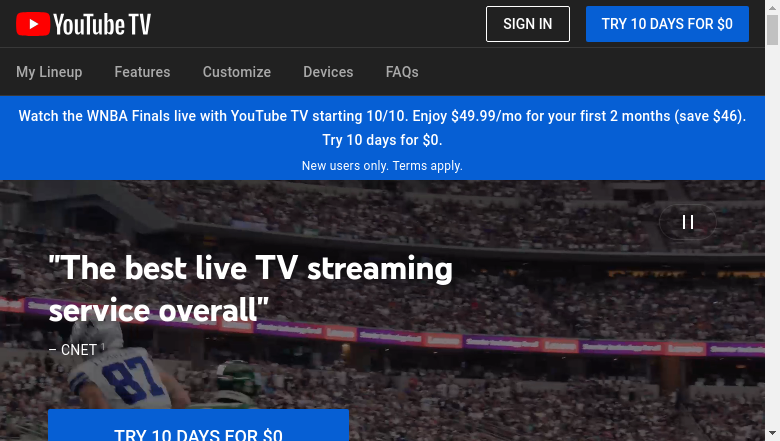 YouTube TV
SIGN IN
TRY 10 DAYS FOR $0
My Lineup
Features
Customize
Devices
FAQs
Watch the WNBA Finals live with YouTube TV starting 10/10. Enjoy $49.99/mo for your first 2 months (save $46).
Try 10 days for $0.
New users only. Terms apply.
"The best live TV streaming
service overall"
– CNET 1
87
TRY 10 DAYS FOR $0